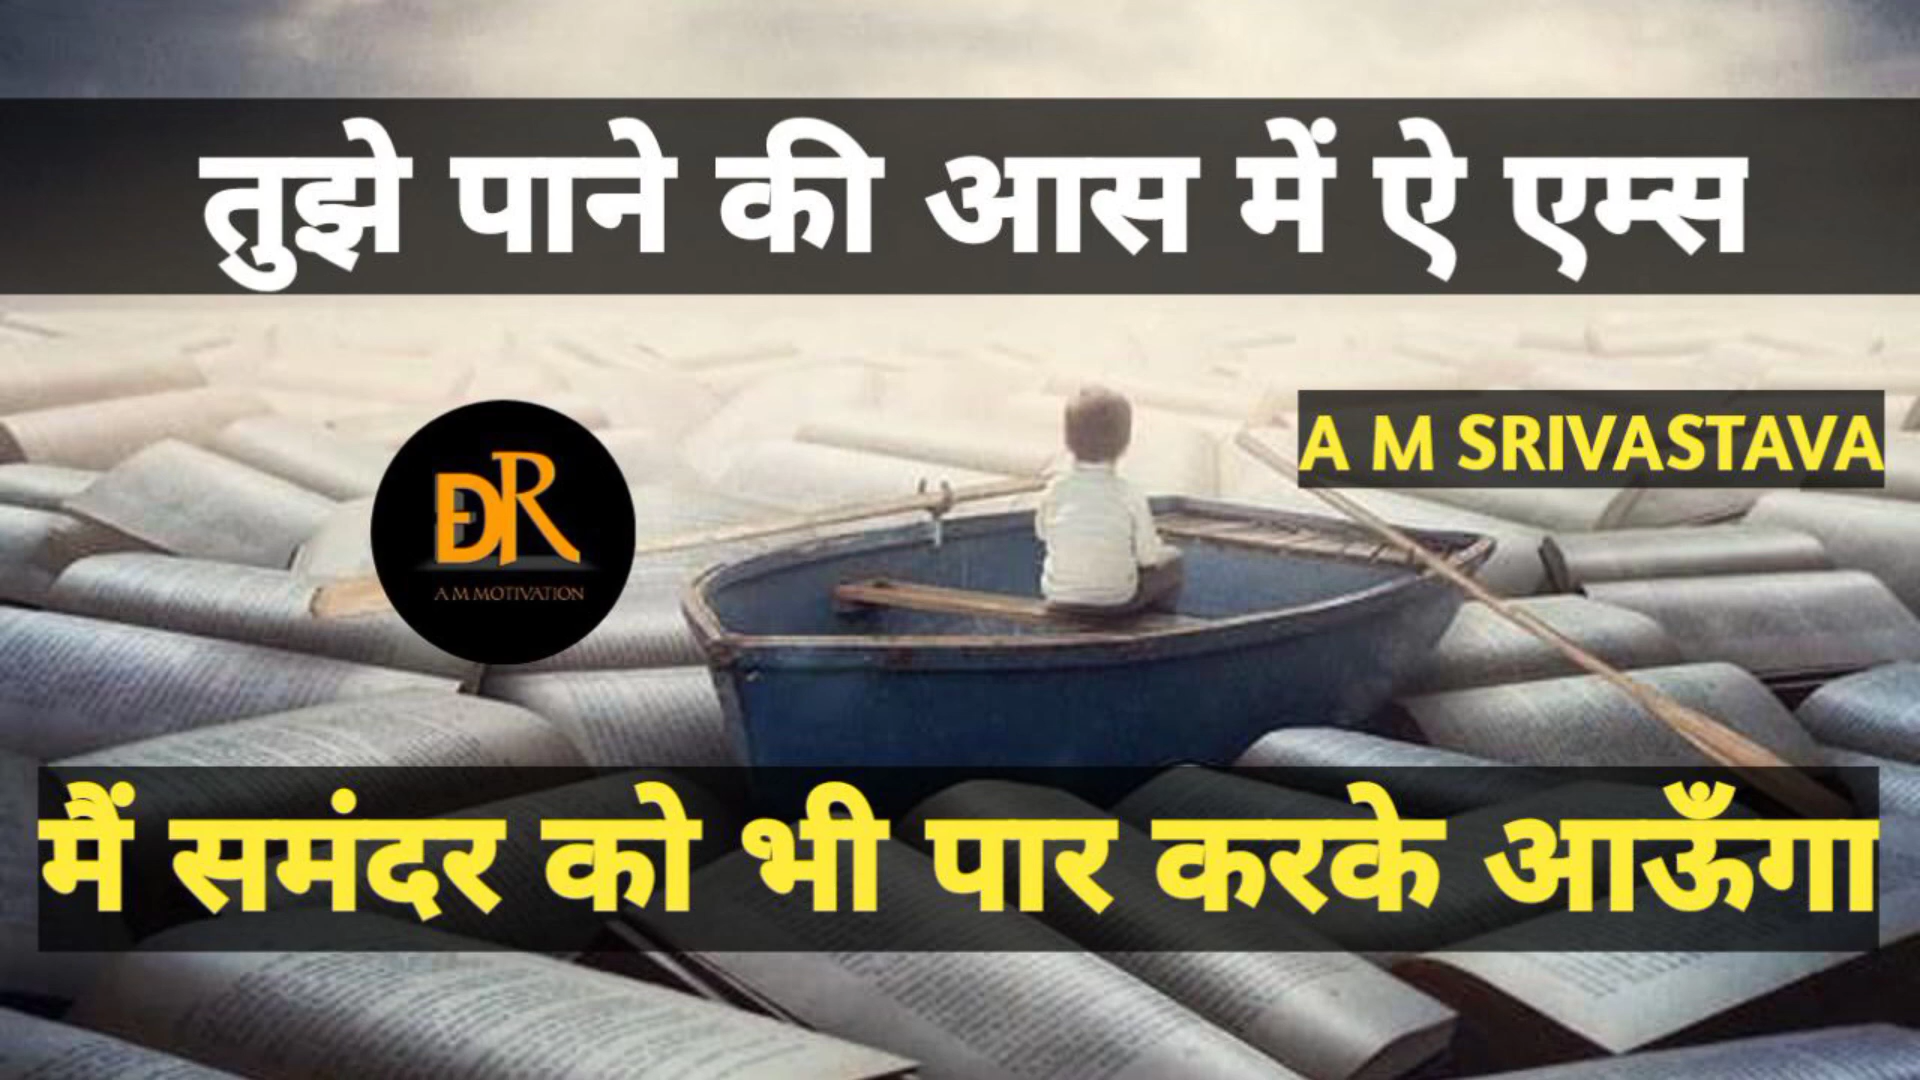 तुझे पाने की आस में ऐ एम्स
A M SRIVASTAVA
DR
A M MOTIVATION
मैं समंदर को भी पार करके आऊँगा